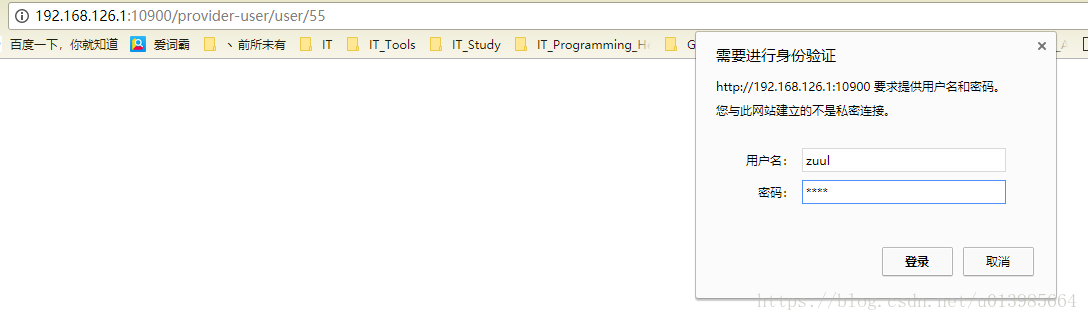 192.168.126.1:10900/provider-user/user/55
百度一下，你就知道 爱词霸 丶前所未有 IT IT_Tools IT_Study IT_Programming_He G
需要进行身份验证
http://192.168.126.1:10900 要求提供用户名和密码。
您与此网站建立的不是私密连接。
用户名： zuul
密码： ****
登录 取消
https://blog.csdn.net/u013985664